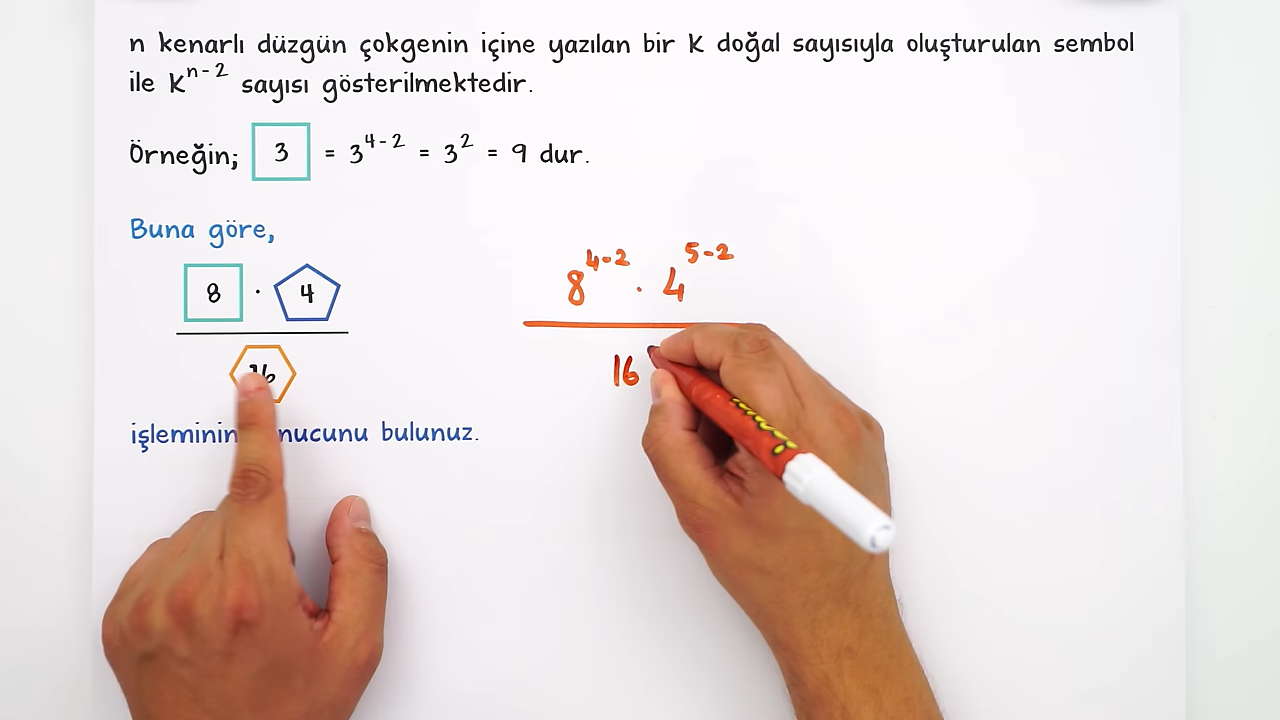 n kenarlı düzgün çokgenin içine yazılan bir K doğal sayısıyla oluşturulan sembol
ile K^(n-2) sayısı gösterilmektedir.
Örneğin; 3 = 3^(4-2) = 3^2 = 9 dur.
Buna göre,
8 · 4
16
işleminin nucunu bulunuz.
8^(4-2) · 4^(5-2)
16